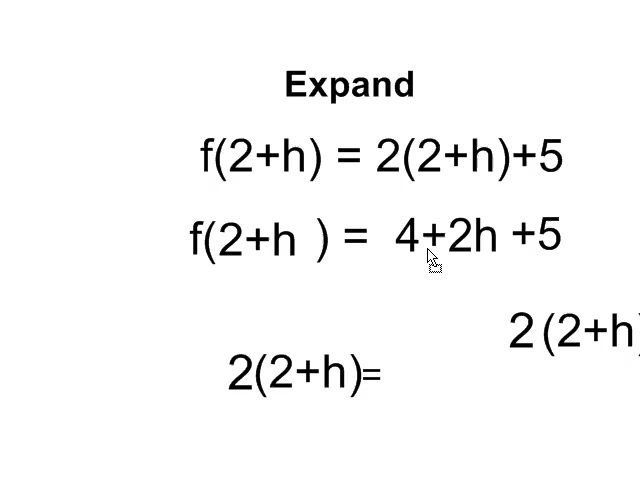 Expand
f(2+h) = 2(2+h)+5
f(2+h ) = 4+2h +5
2(2+h)
2(2+h)=